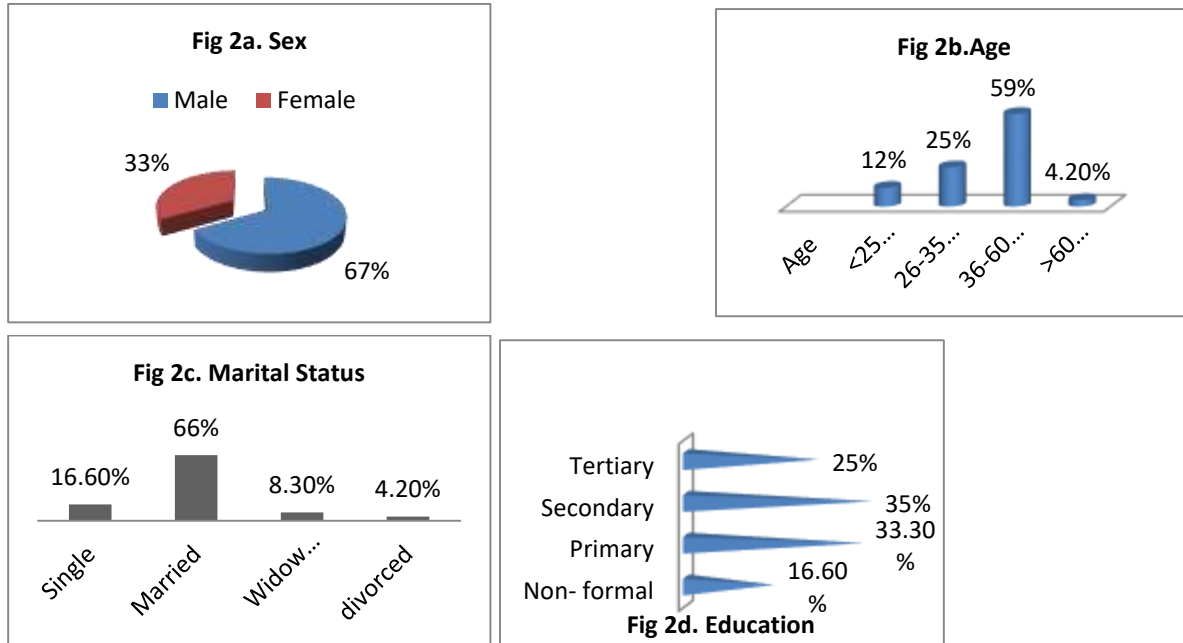 Fig 2a. Sex
Male Female
33%
67%
Fig 2b.Age
59%
25%
12%
4.20%
Age
<25...
26-35...
36-60...
>60...
Fig 2c. Marital Status
66%
16.60%
8.30%
4.20%
Single
Married
Widow...
divorced
Tertiary
25%
Secondary
35%
Primary
33.30
%
Non- formal
16.60
%
Fig 2d. Education